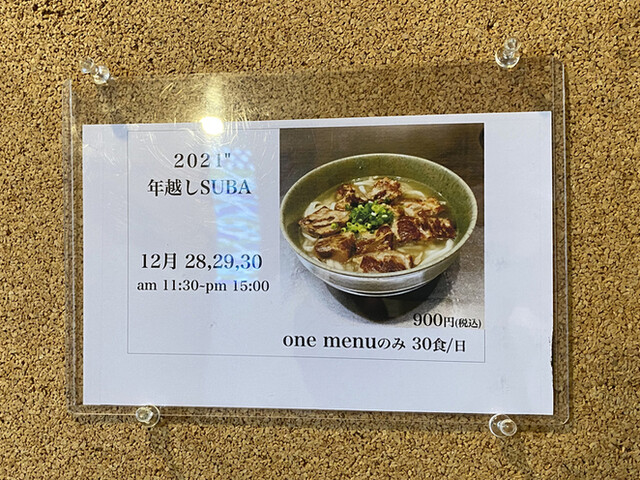 2021"
年越しSUBA
12月 28,29,30
am 11:30-pm 15:00
900円(税込)
one menuのみ 30食/日